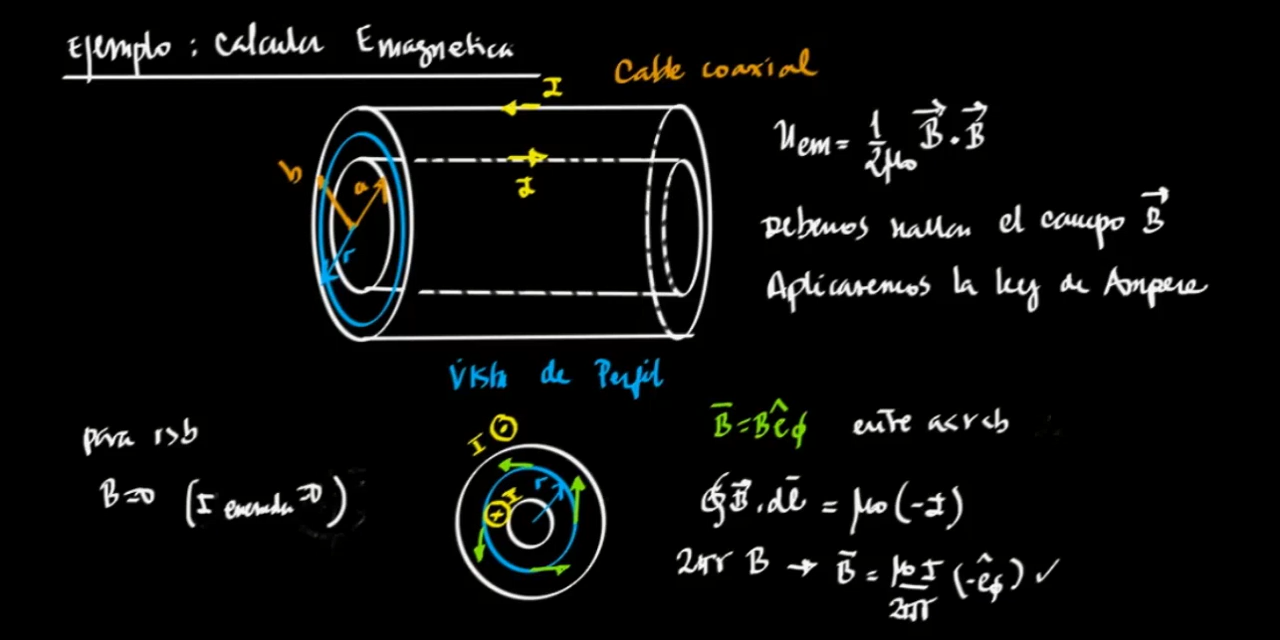 Ejemplo : Calcular Emagnetica
Cable coaxial
I
I
b
a
r
Uem = 1/2μo B⃗ . B⃗
Debemos hallar el campo B⃗
Aplicaremos la ley de Ampere
Vista de Perfil
para r>b
B=0 (I encerrada=0)
I
I
r
B̄ = B ê𝜙 entre a<r<b
∮ B⃗ . dl̄ = μo (-I)
2πr B → B̄ = μo I/2πr (-ê𝜙) ✓